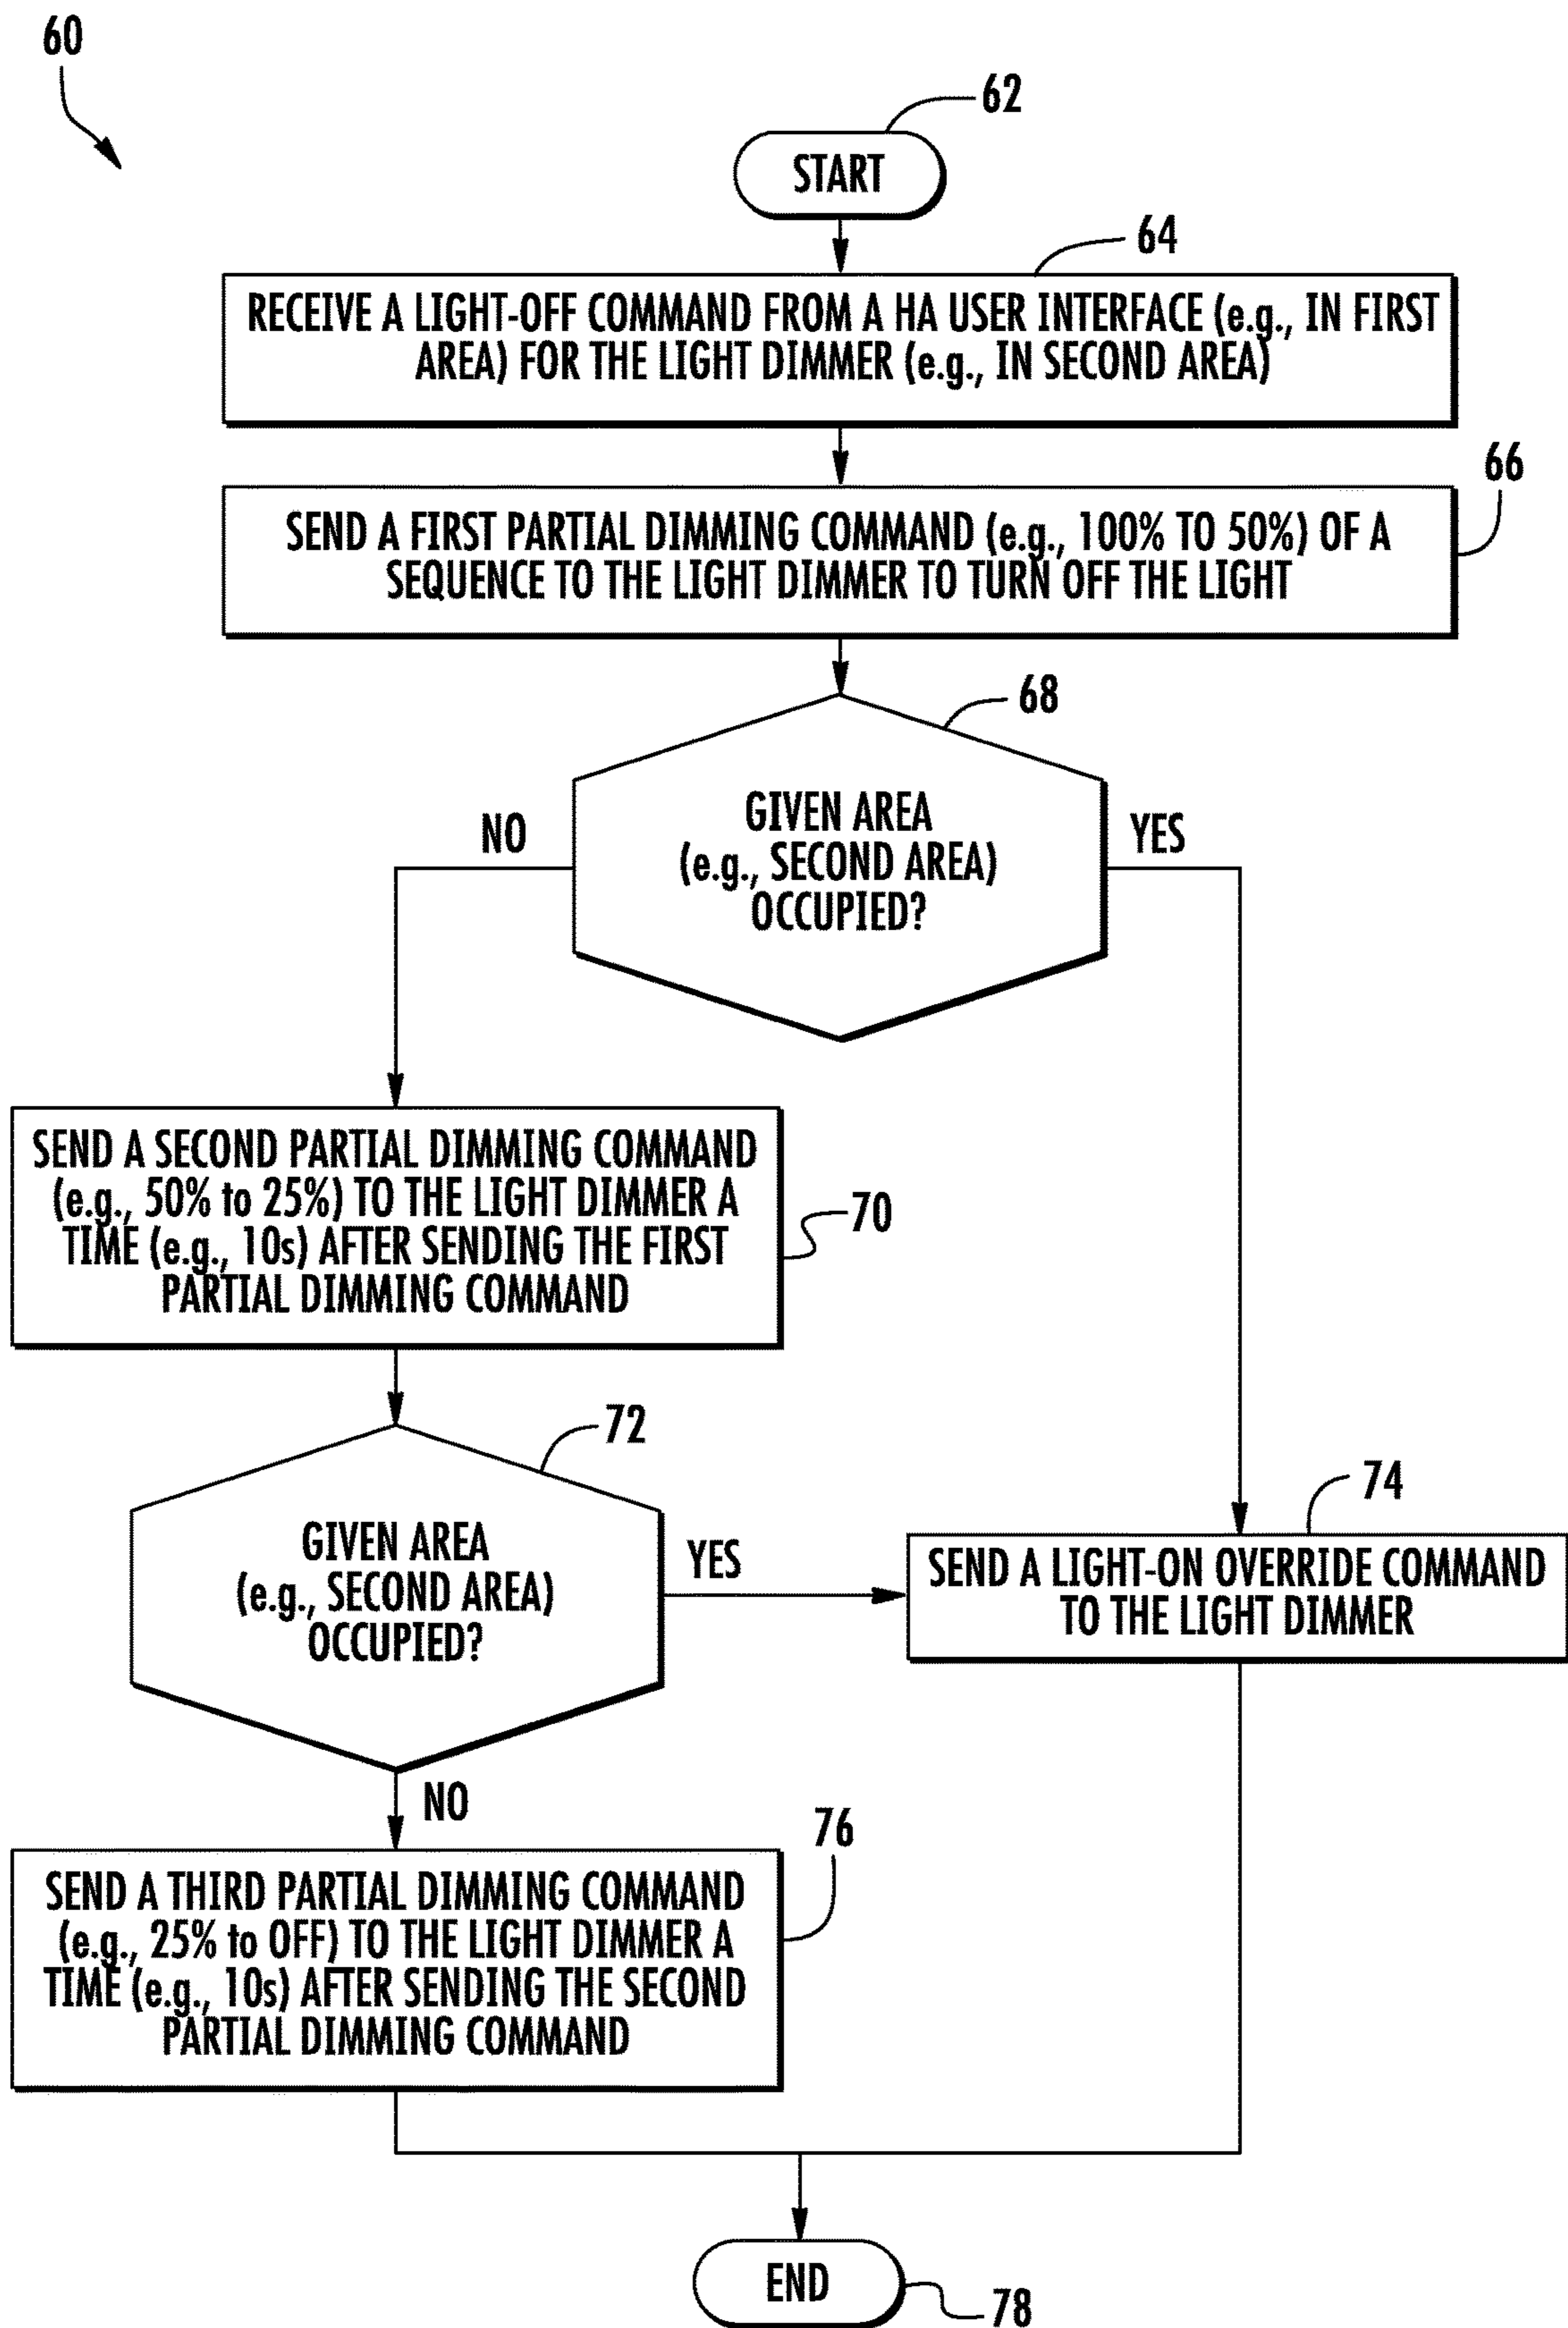 60
62
START
64
RECEIVE A LIGHT-OFF COMMAND FROM A HA USER INTERFACE (e.g., IN FIRST
AREA) FOR THE LIGHT DIMMER (e.g., IN SECOND AREA)
66
SEND A FIRST PARTIAL DIMMING COMMAND (e.g., 100% TO 50%) OF A
SEQUENCE TO THE LIGHT DIMMER TO TURN OFF THE LIGHT
68
GIVEN AREA
(e.g., SECOND AREA)
OCCUPIED?
NO
YES
SEND A SECOND PARTIAL DIMMING COMMAND
(e.g., 50% to 25%) TO THE LIGHT DIMMER A
TIME (e.g., 10s) AFTER SENDING THE FIRST
PARTIAL DIMMING COMMAND
70
72
GIVEN AREA
(e.g., SECOND AREA)
OCCUPIED?
YES
74
SEND A LIGHT-ON OVERRIDE COMMAND
TO THE LIGHT DIMMER
NO
76
SEND A THIRD PARTIAL DIMMING COMMAND
(e.g., 25% to OFF) TO THE LIGHT DIMMER A
TIME (e.g., 10s) AFTER SENDING THE SECOND
PARTIAL DIMMING COMMAND
END
78